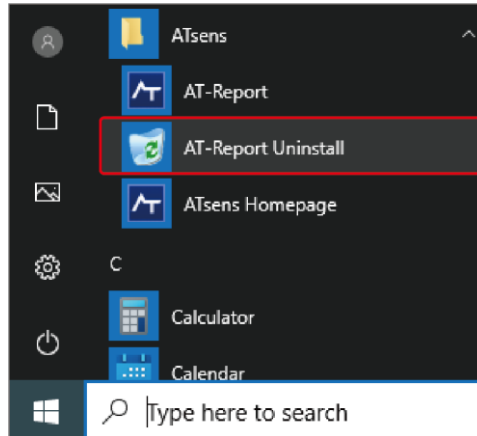 ATsens
AT-Report
AT-Report Uninstall
ATsens Homepage
C
Calculator
Calendar
Type here to search